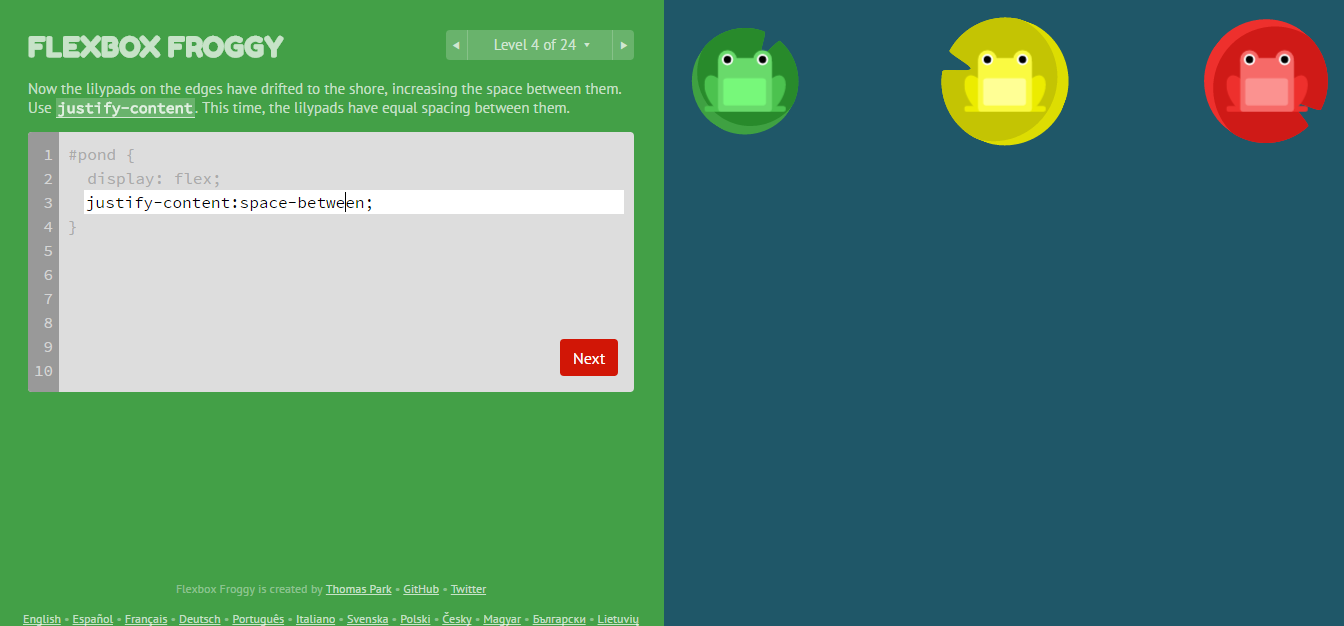 FLEXBOX FROGGY
◀ Level 4 of 24 ▾ ▶
Now the lilypads on the edges have drifted to the shore, increasing the space between them.
Use justify-content. This time, the lilypads have equal spacing between them.
1 #pond {
2 display: flex;
3 justify-content:space-between;
4 }
5
6
7
8
9
10
Next
Flexbox Froggy is created by Thomas Park • GitHub • Twitter
English • Español • Français • Deutsch • Português • Italiano • Svenska • Polski • Česky • Magyar • Български • Lietuvių